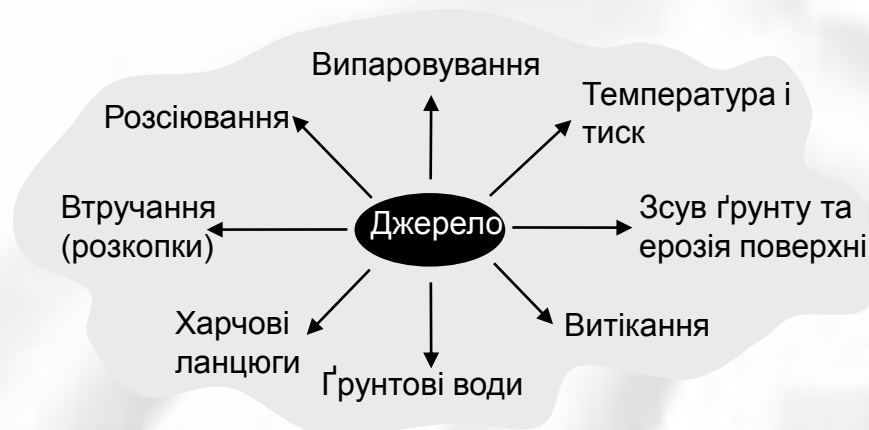 Випаровування
Температура і
тиск
Розсіювання
Втручання
(розкопки)
Джерело
Зсув ґрунту та
ерозія поверхні
Харчові
ланцюги
Витікання
Ґрунтові води